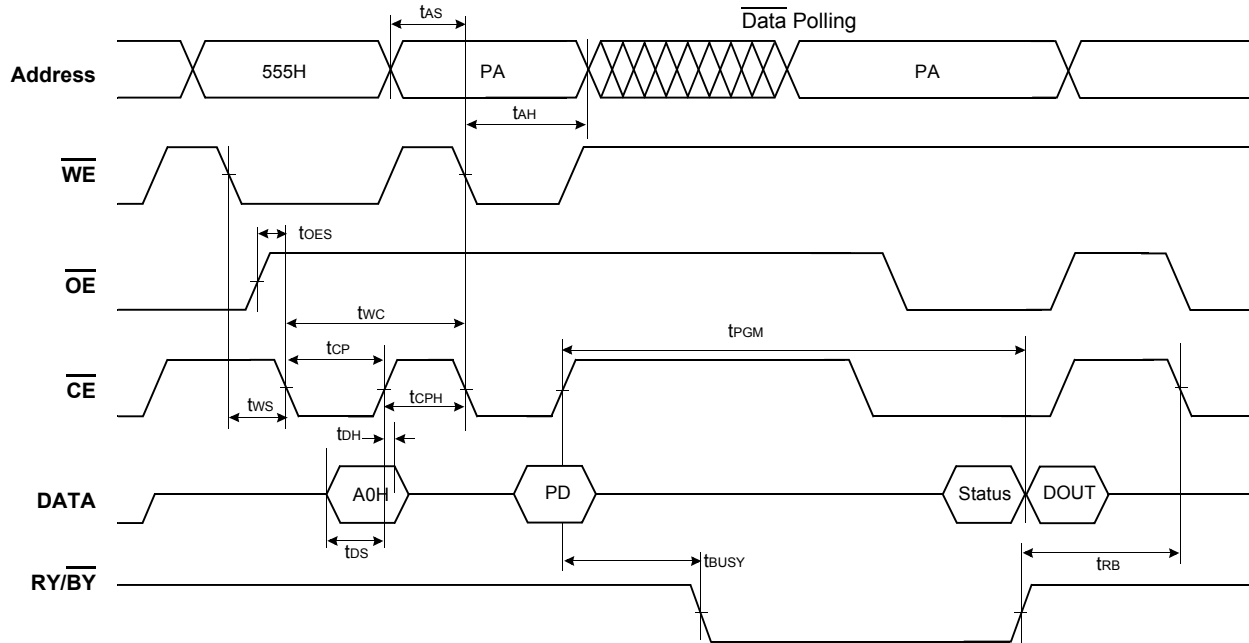 tAS
Data Polling
Address
555H
PA
PA
tAH
WE
tOES
OE
tWC
tPGM
tCP
CE
tCPH
tWS
tDH
A0H
PD
Status
DOUT
DATA
tDS
tBUSY
tRB
RY/BY